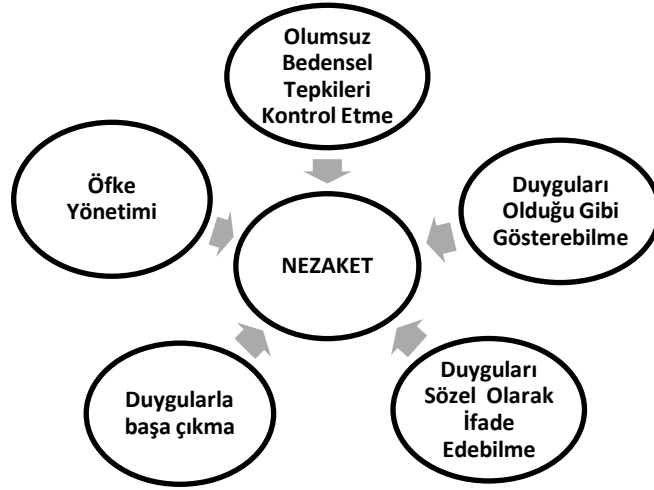 Olumsuz
Bedensel
Tepkileri
Kontrol Etme
Öfke
Yönetimi
Duyguları
Olduğu Gibi
Gösterebilme
NEZAKET
Duygularla
başa çıkma
Duyguları
Sözel Olarak
İfade
Edebilme